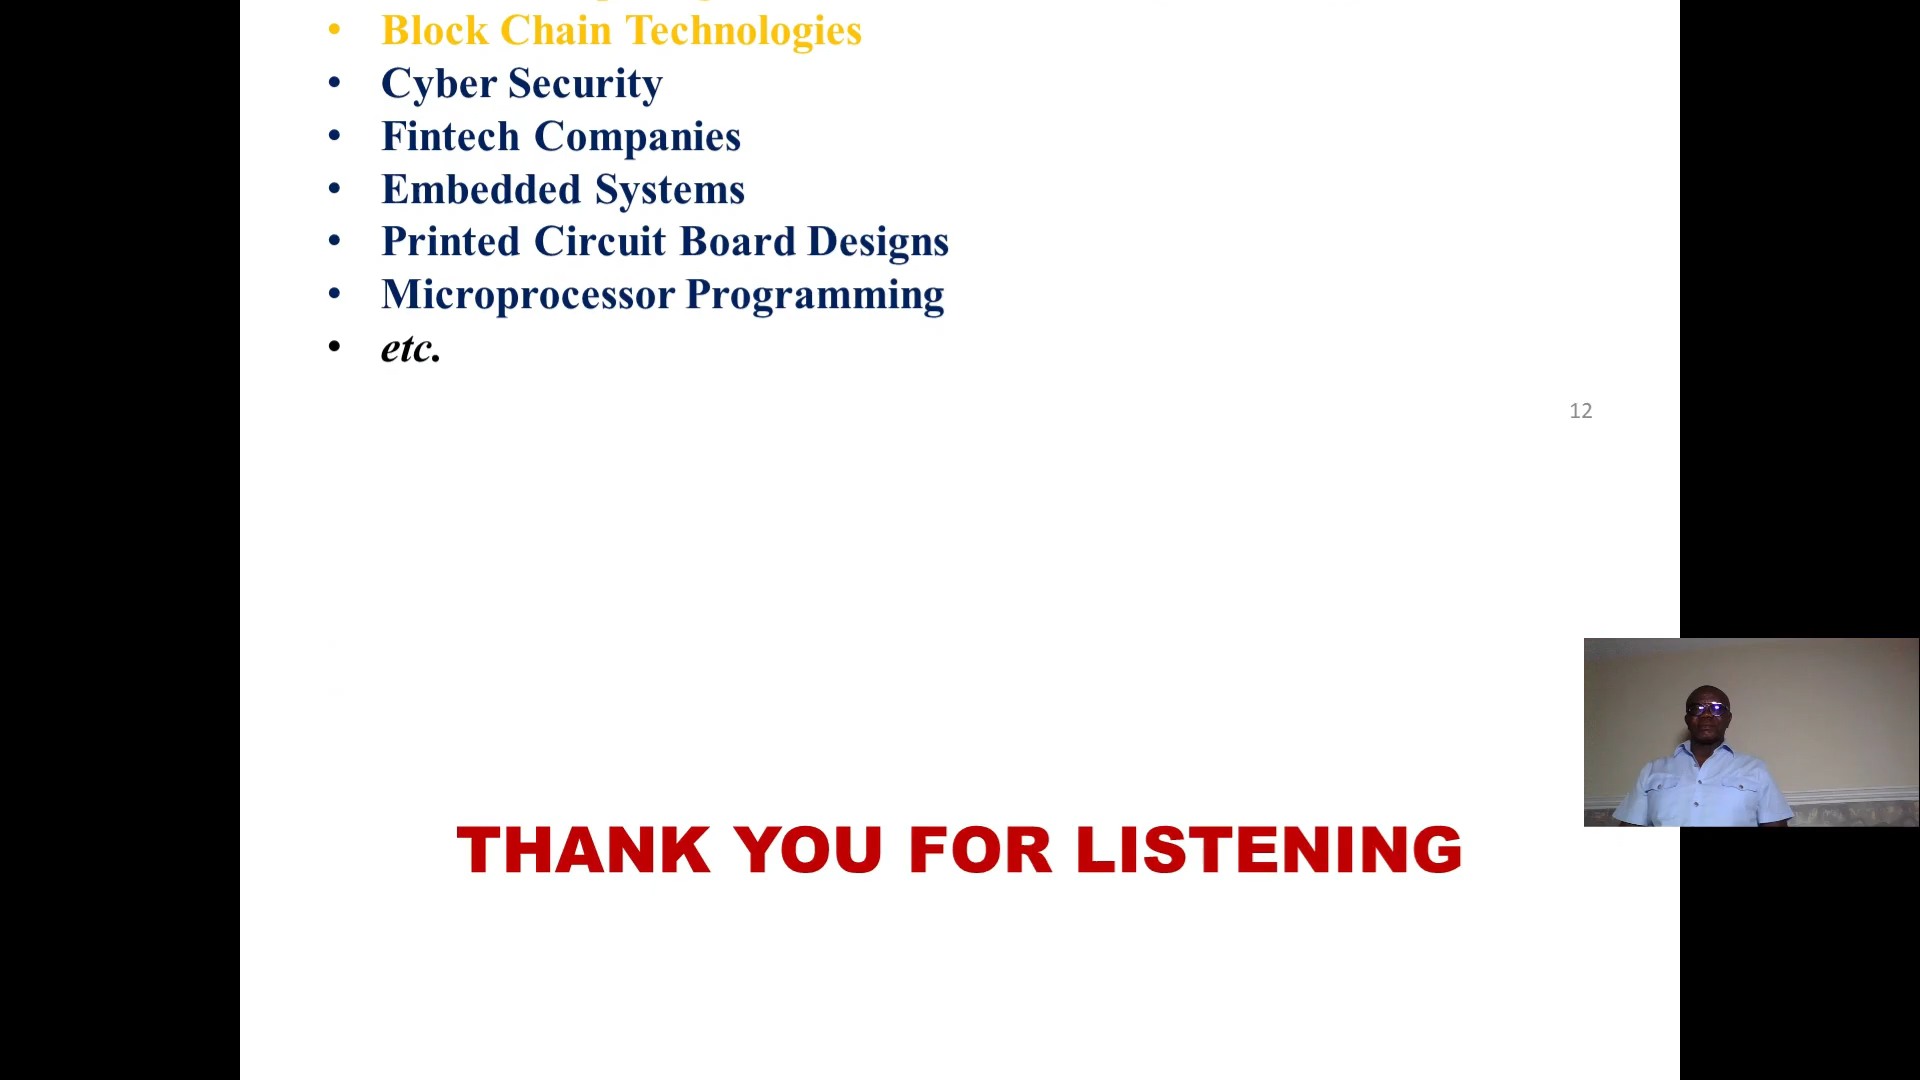 • Block Chain Technologies
• Cyber Security
• Fintech Companies
• Embedded Systems
• Printed Circuit Board Designs
• Microprocessor Programming
• etc.
12
THANK YOU FOR LISTENING